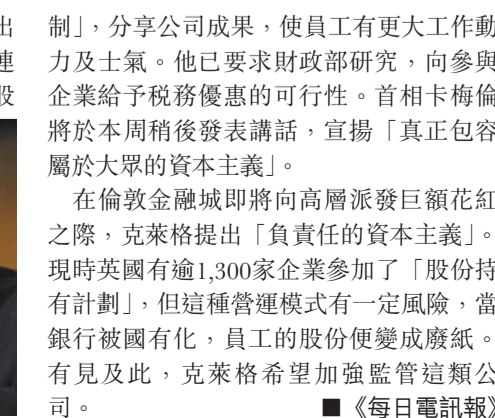 出
連
股
制」，分享公司成果，使員工有更大工作動
力及士氣。他已要求財政部研究，向參與
企業給予稅務優惠的可行性。首相卡梅倫
將於本周稍後發表講話，宣揚「真正包容
屬於大眾的資本主義」。
在倫敦金融城即將向高層派發巨額花紅
之際，克萊格提出「負責任的資本主義」。
現時英國有逾1,300家企業參加了「股份持
有計劃」，但這種營運模式有一定風險，當
銀行被國有化，員工的股份便變成廢紙。
有見及此，克萊格希望加強監管這類公
司。 ■《每日電訊報》